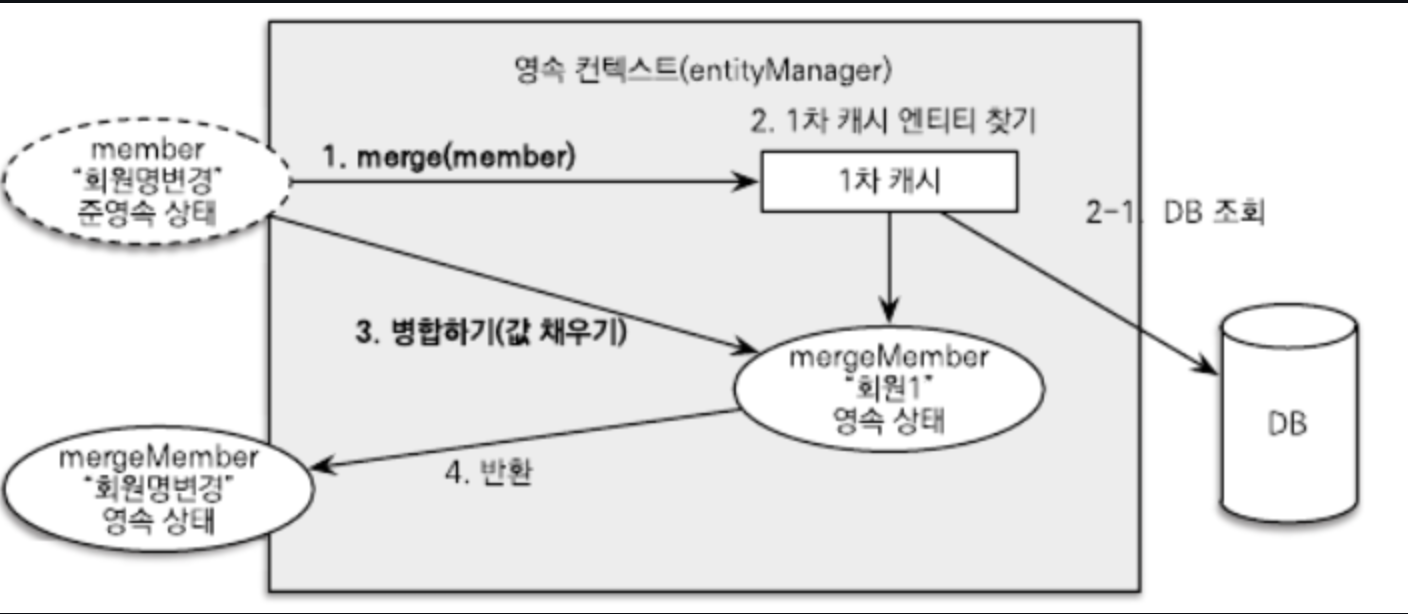 영속 컨텍스트(entityManager)
2. 1차 캐시 엔티티 찾기
member
"회원명변경"
준영속 상태
1. merge(member)
1차 캐시
2-1. DB 조회
3. 병합하기(값 채우기)
mergeMember
"회원1"
영속 상태
DB
mergeMember
"회원명변경"
영속 상태
4. 반환